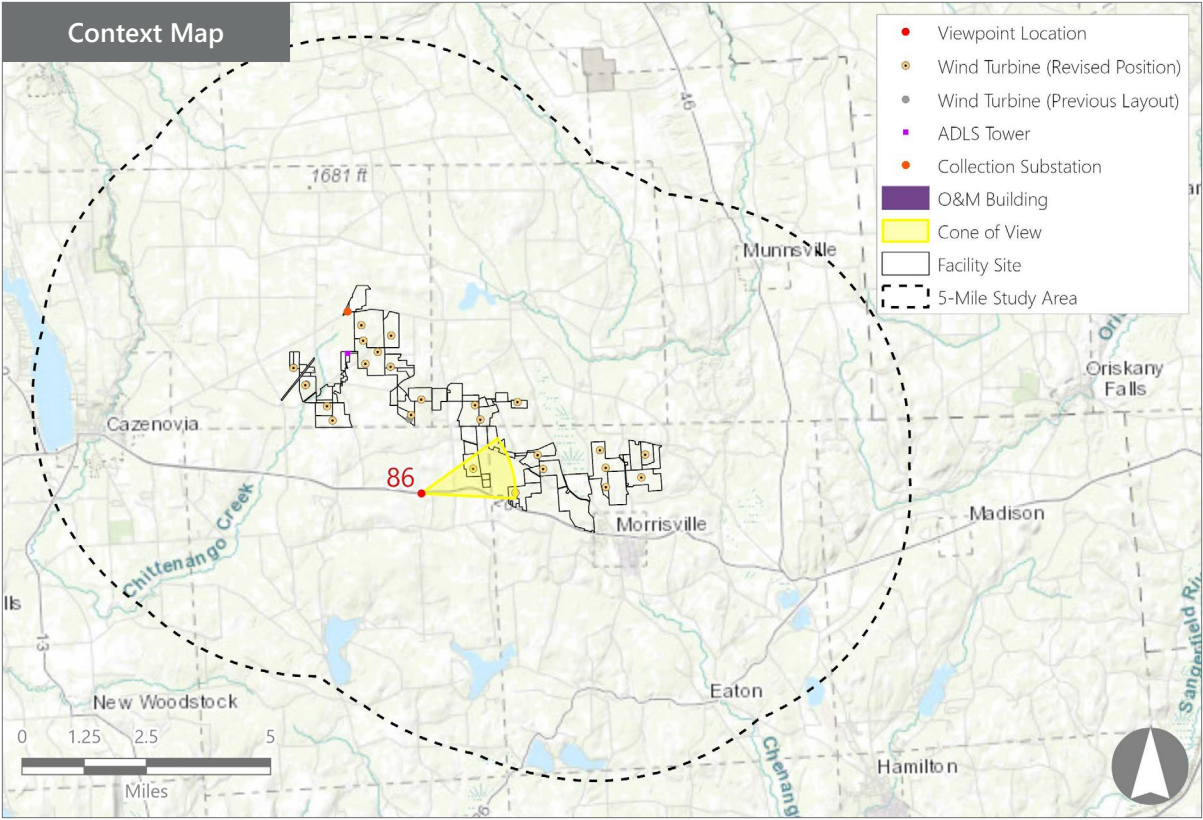 Context Map
Viewpoint Location
Wind Turbine (Revised Position)
Wind Turbine (Previous Layout)
ADLS Tower
Collection Substation
O&M Building
Cone of View
Facility Site
5-Mile Study Area
46
1681 ft
Munnsville
Oriskany
Falls
Cazenovia
86
20
Morrisville
Madison
Chittenango Creek
lls
13
New Woodstock
Eaton
Hamilton
0 1.25 2.5 5
Miles